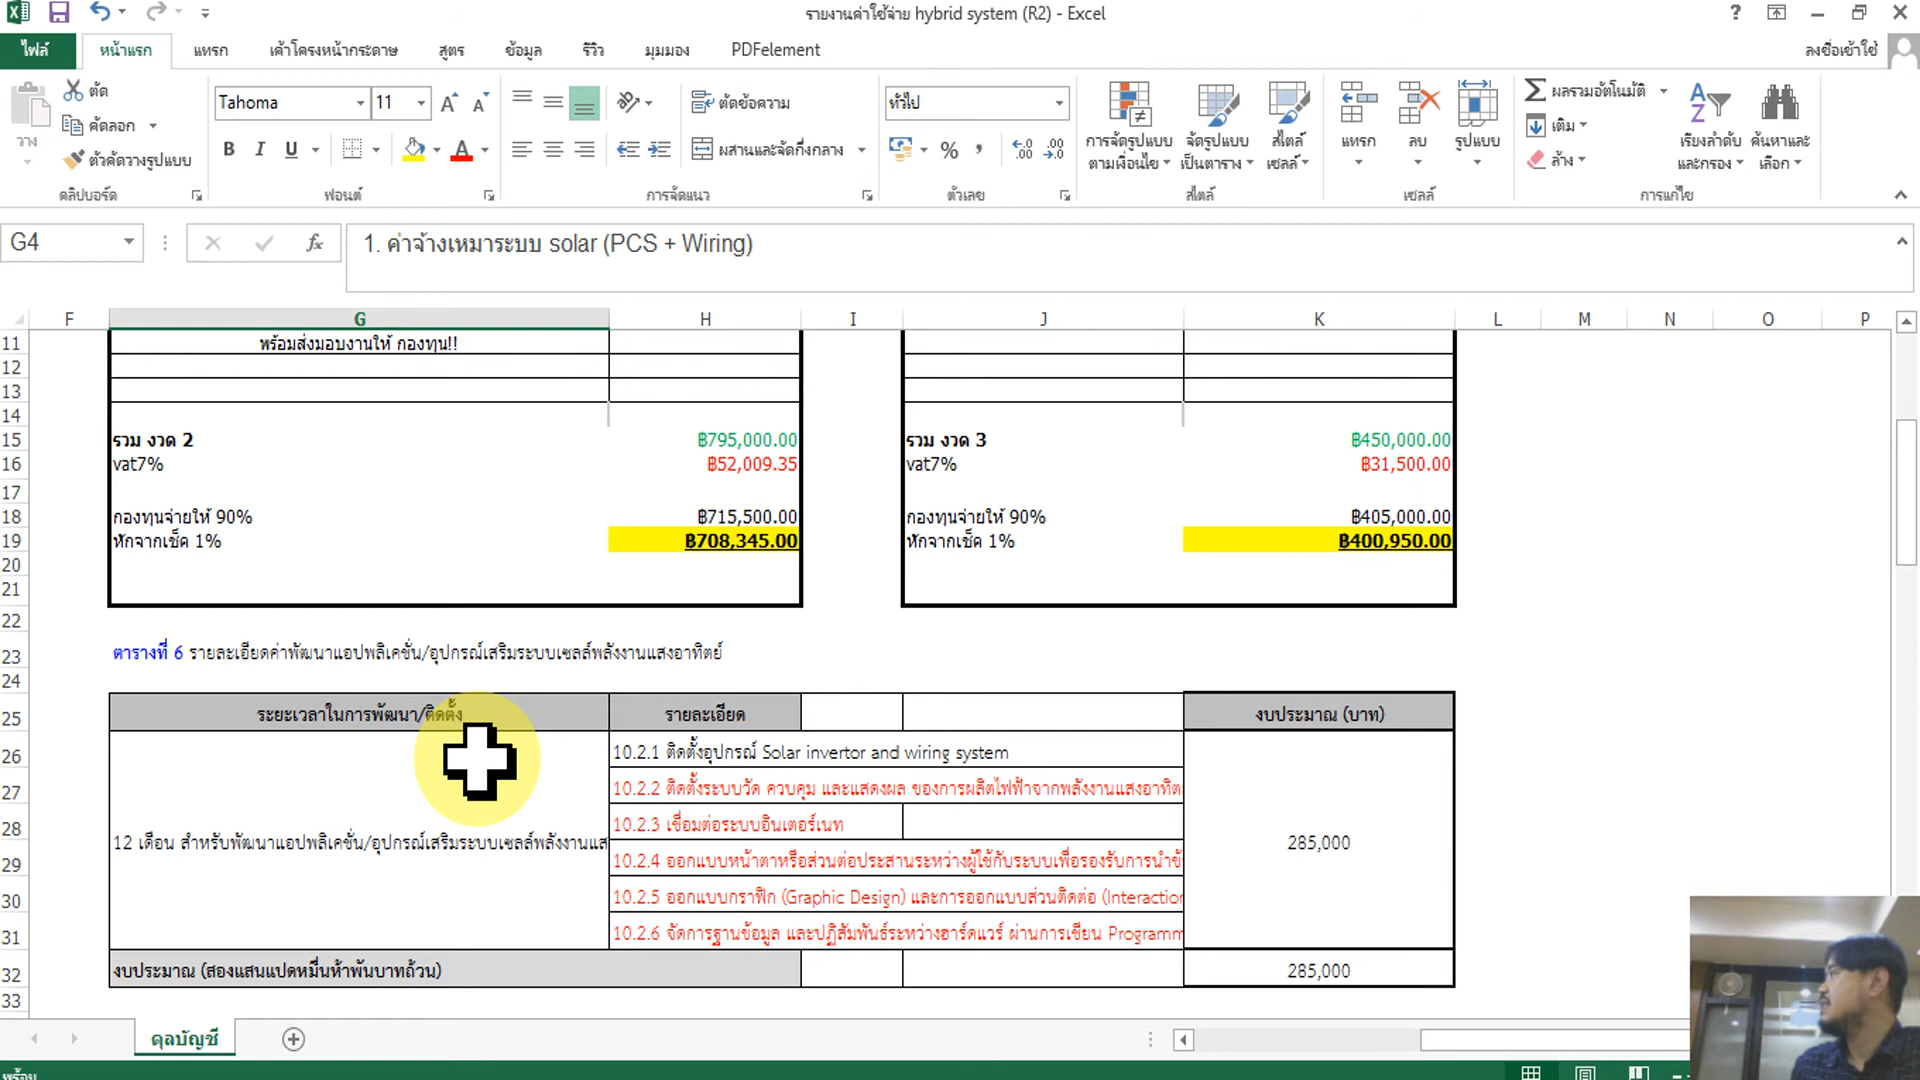 รายงานค่าใช้จ่าย hybrid system (R2) - Excel
ไฟล์ หน้าแรก แทรก เค้าโครงหน้ากระดาษ สูตร ข้อมูล รีวิว มุมมอง PDFelement ลงชื่อเข้าใช้
วาง ตัด คัดลอก ตัวคัดวางรูปแบบ คลิปบอร์ด
Tahoma 11 ฟอนต์
ตัดข้อความ ผสานและจัดกึ่งกลาง การจัดแนว
ทั่วไป ตัวเลข
การจัดรูปแบบตามเงื่อนไข จัดรูปแบบเป็นตาราง สไตล์เซลล์ สไตล์
แทรก ลบ รูปแบบ เซลล์
ผลรวมอัตโนมัติ เติม ล้าง เรียงลำดับและกรอง ค้นหาและเลือก การแก้ไข
G4 fx 1. ค่าจ้างเหมาระบบ solar (PCS + Wiring)
F G H I J K L M N O P
11 พร้อมส่งมอบงานให้ กองทุน!!
12
13
14
15 รวม งวด 2 ฿795,000.00 รวม งวด 3 ฿450,000.00
16 vat7% ฿52,009.35 vat7% ฿31,500.00
17
18 กองทุนจ่ายให้ 90% ฿715,500.00 กองทุนจ่ายให้ 90% ฿405,000.00
19 หักจากเช็ค 1% ฿708,345.00 หักจากเช็ค 1% ฿400,950.00
20
21
22
23 ตารางที่ 6 รายละเอียดค่าพัฒนาแอปพลิเคชั่น/อุปกรณ์เสริมระบบเซลล์พลังงานแสงอาทิตย์
24
25 ระยะเวลาในการพัฒนา/ติดตั้ง รายละเอียด งบประมาณ (บาท)
26 10.2.1 ติดตั้งอุปกรณ์ Solar invertor and wiring system
27 10.2.2 ติดตั้งระบบวัด ควบคุม และแสดงผล ของการผลิตไฟฟ้าจากพลังงานแสงอาทิต
28 12 เดือน สำหรับพัฒนาแอปพลิเคชั่น/อุปกรณ์เสริมระบบเซลล์พลังงานแส 10.2.3 เชื่อมต่อระบบอินเตอร์เนท 285,000
29 10.2.4 ออกแบบหน้าตาหรือส่วนต่อประสานระหว่างผู้ใช้กับระบบเพื่อรองรับการนำข้
30 10.2.5 ออกแบบกราฟิก (Graphic Design) และการออกแบบส่วนติดต่อ (Interaction
31 10.2.6 จัดการฐานข้อมูล และปฏิสัมพันธ์ระหว่างฮาร์ดแวร์ ผ่านการเขียน Programm
32 งบประมาณ (สองแสนแปดหมื่นห้าพันบาทถ้วน) 285,000
33
ดุลบัญชี
พร้อม